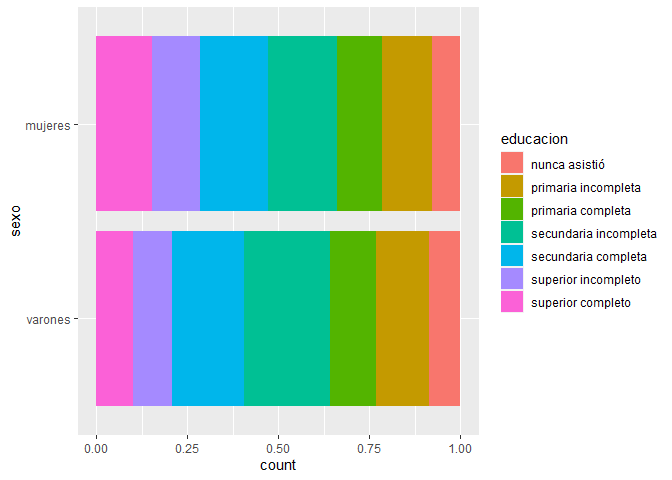 mujeres
varones
sexo
0.00 0.25 0.50 0.75 1.00
count
educacion
nunca asistió
primaria incompleta
primaria completa
secundaria incompleta
secundaria completa
superior incompleto
superior completo